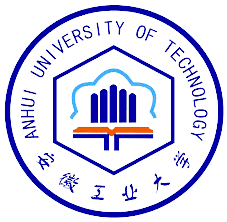 ANHUI UNIVERSITY OF TECHNOLOGY
安徽工业大学